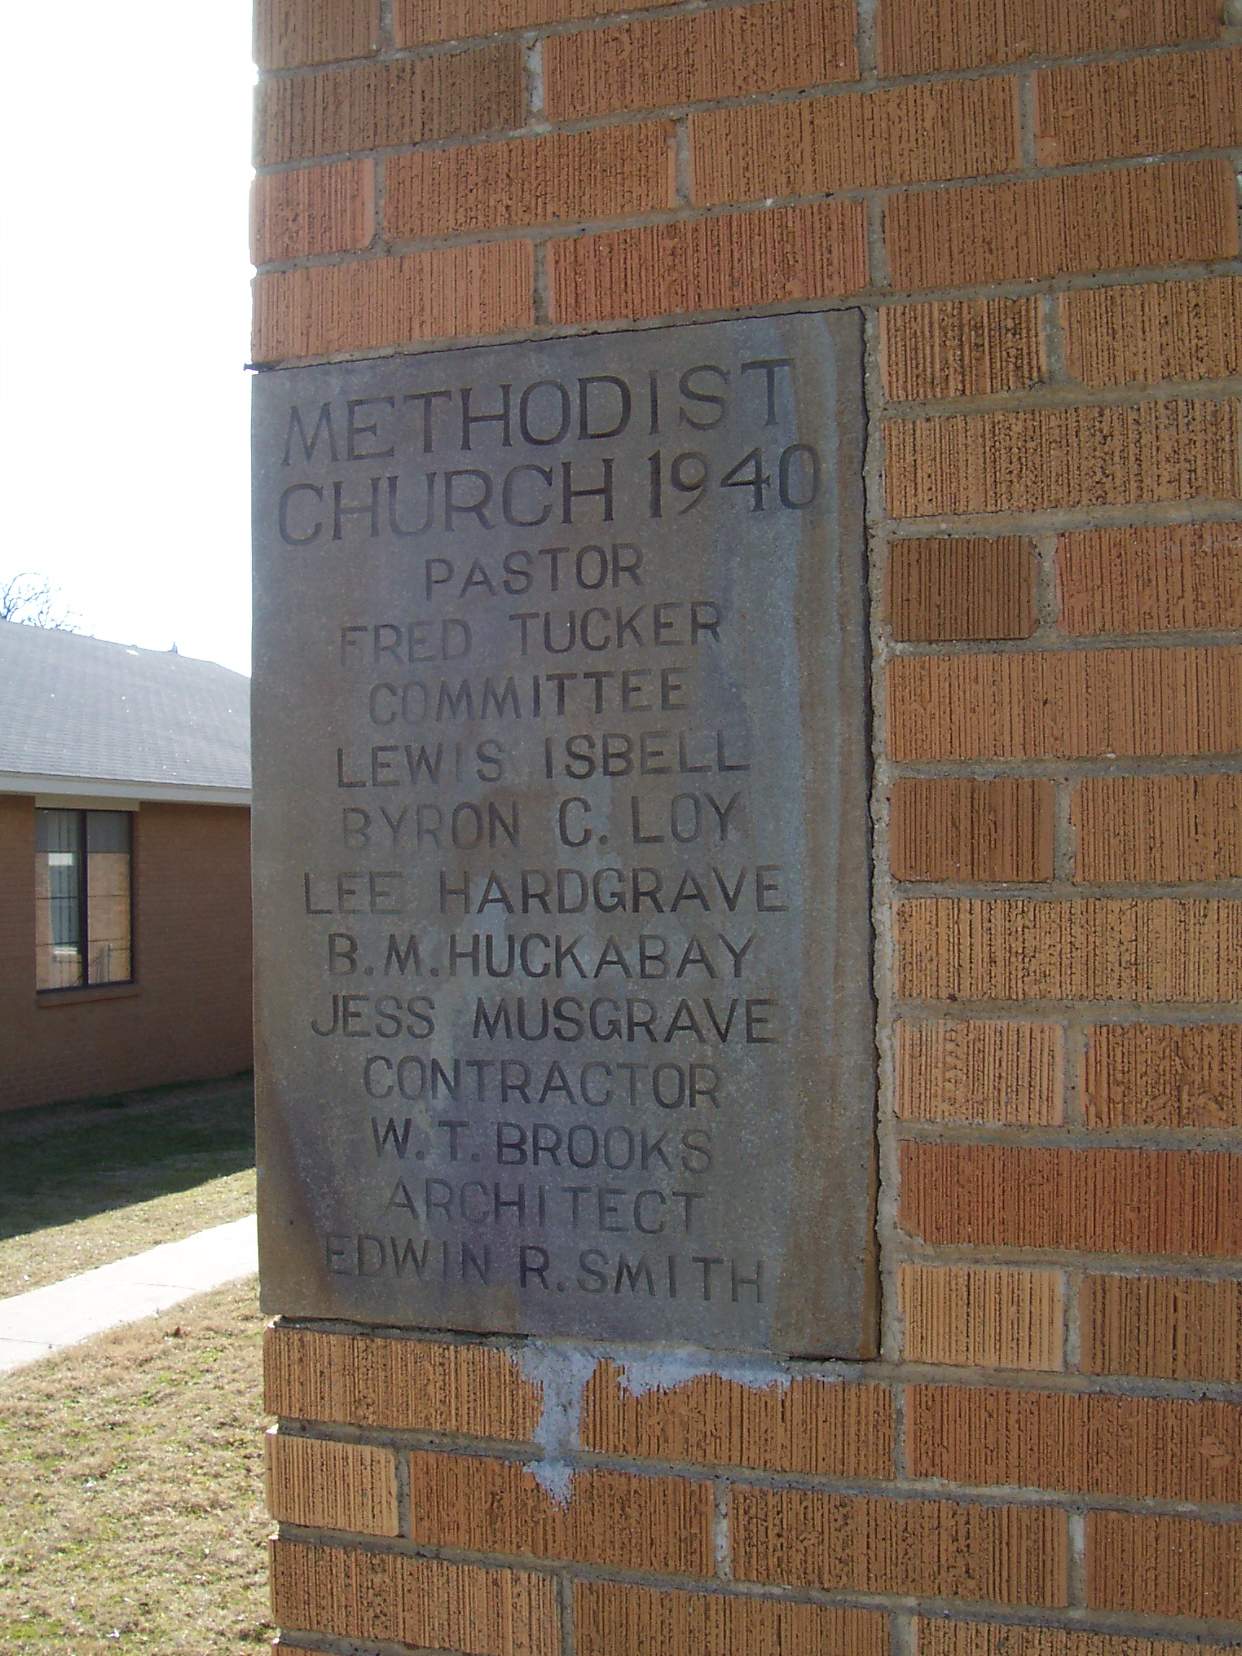 METHODIST
CHURCH 1940
PASTOR
FRED TUCKER
COMMITTEE
LEWIS ISBELL
BYRON C. LOY
LEE HARDGRAVE
B.M. HUCKABAY
JESS MUSGRAVE
CONTRACTOR
W.T. BROOKS
ARCHITECT
EDWIN R. SMITH